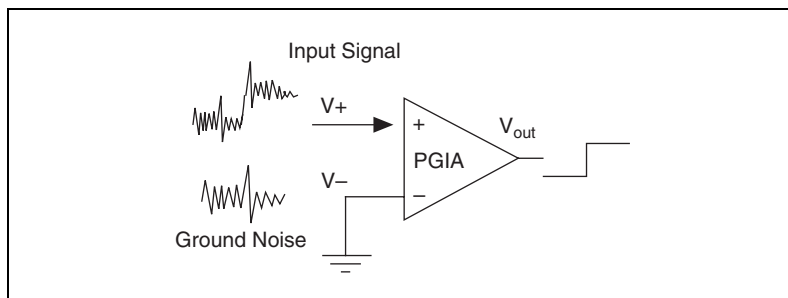 Input Signal
V+
+
V_out
PGIA
V−
−
Ground Noise